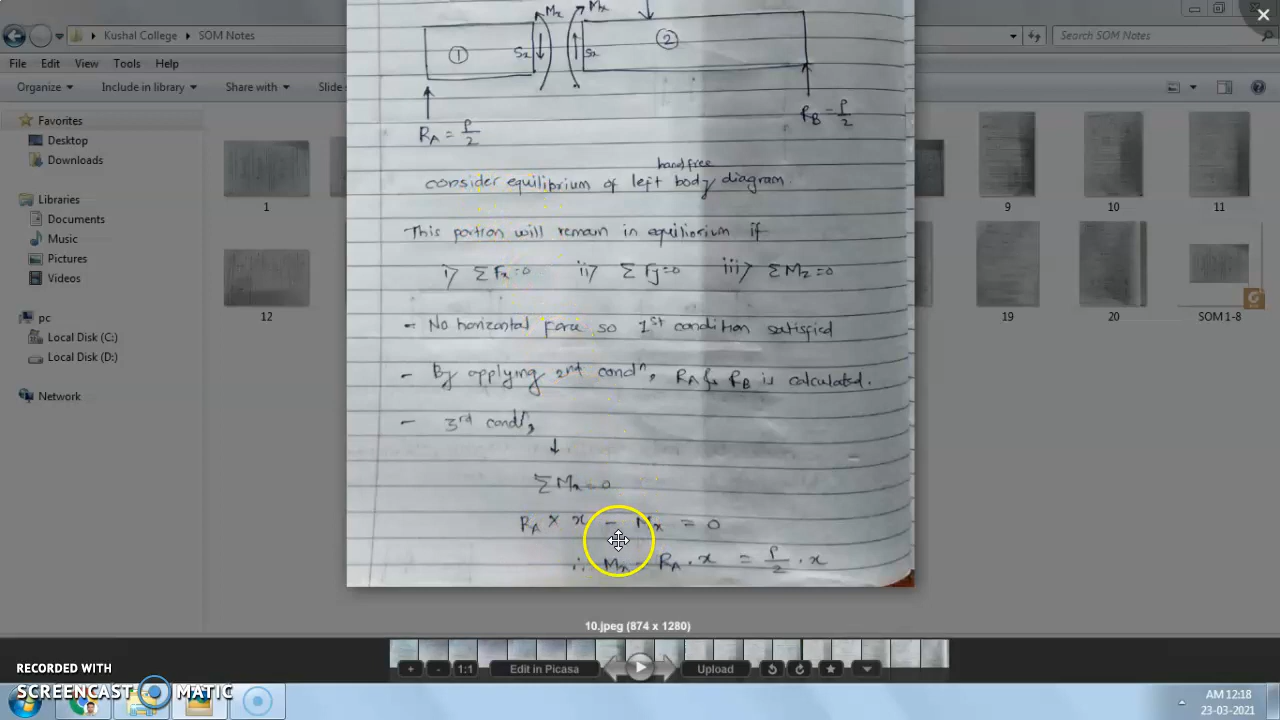 Kushal College ▸ SOM Notes
Search SOM Notes
File Edit View Tools Help
Organize Include in library Share with Slide
Favorites
Desktop
Downloads
Libraries
Documents
Music
Pictures
Videos
pc
Local Disk (C:)
Local Disk (D:)
Network
1
9
10
11
12
19
20
SOM 1-8
Mx Mx
① Sx Sx ②
RA = P/2
RB = P/2
hand free
consider equilibrium of left body diagram.
This portion will remain in equilibrium if
i> ΣFx=0 ii> ΣFy=0 iii> ΣMz=0
- No horizontal force so 1st condition satisfied
- By applying 2nd condn, RA & RB is calculated.
- 3rd condn,
↓
ΣMx=0
RA × x - Mx = 0
∴ Mx = RA . x = P/2 . x
10.jpeg (874 x 1280)
+ - 1:1 Edit in Picasa Upload
RECORDED WITH
SCREENCAST MATIC
AM 12:18
23-03-2021